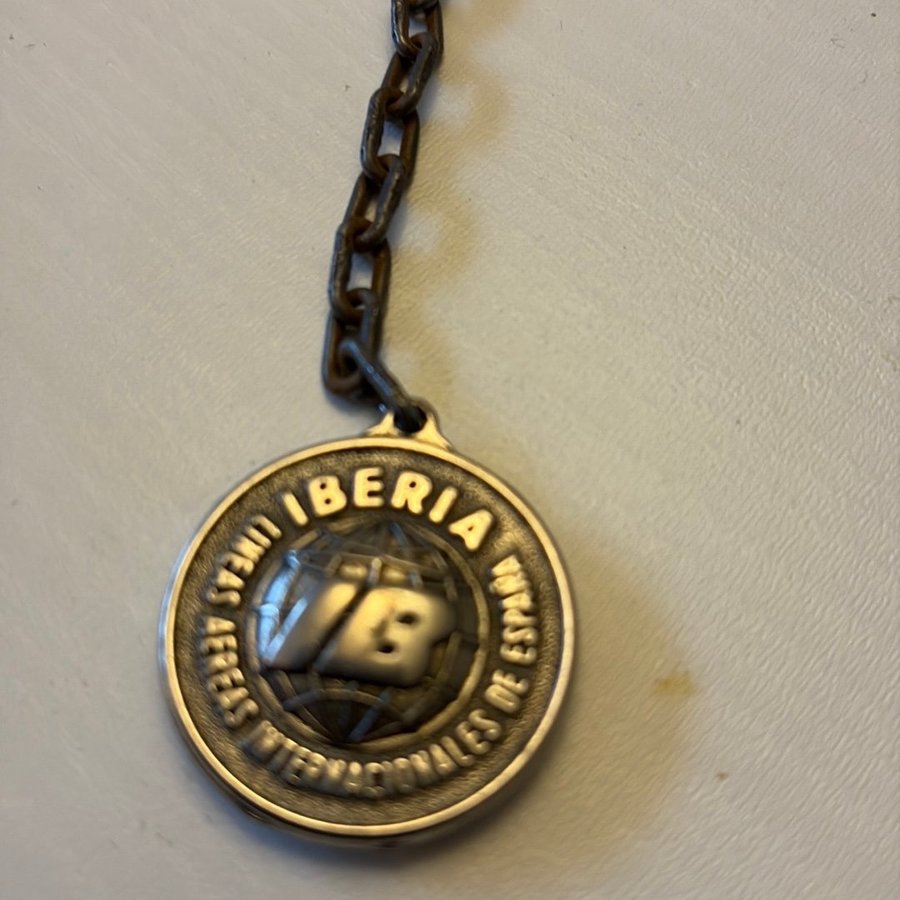 IBERIA
LINEAS AEREAS INTERNACIONALES DE ESPAÑA
IB